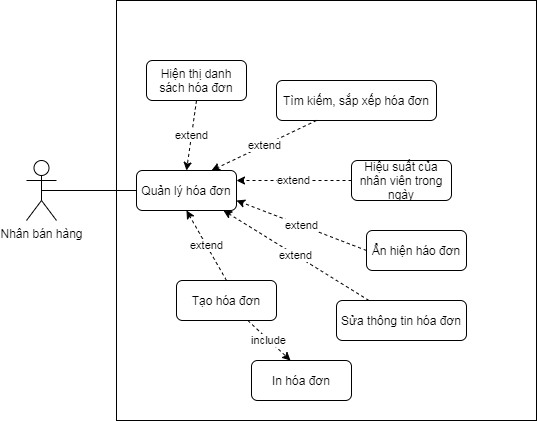 Hiện thị danh
sách hóa đơn
Tìm kiếm, sắp xếp hóa đơn
extend
extend
Quản lý hóa đơn
extend
Hiệu suất của
nhân viên trong
ngày
Nhân bán hàng
extend
Ẩn hiện háo đơn
extend
extend
Tạo hóa đơn
Sửa thông tin hóa đơn
include
In hóa đơn